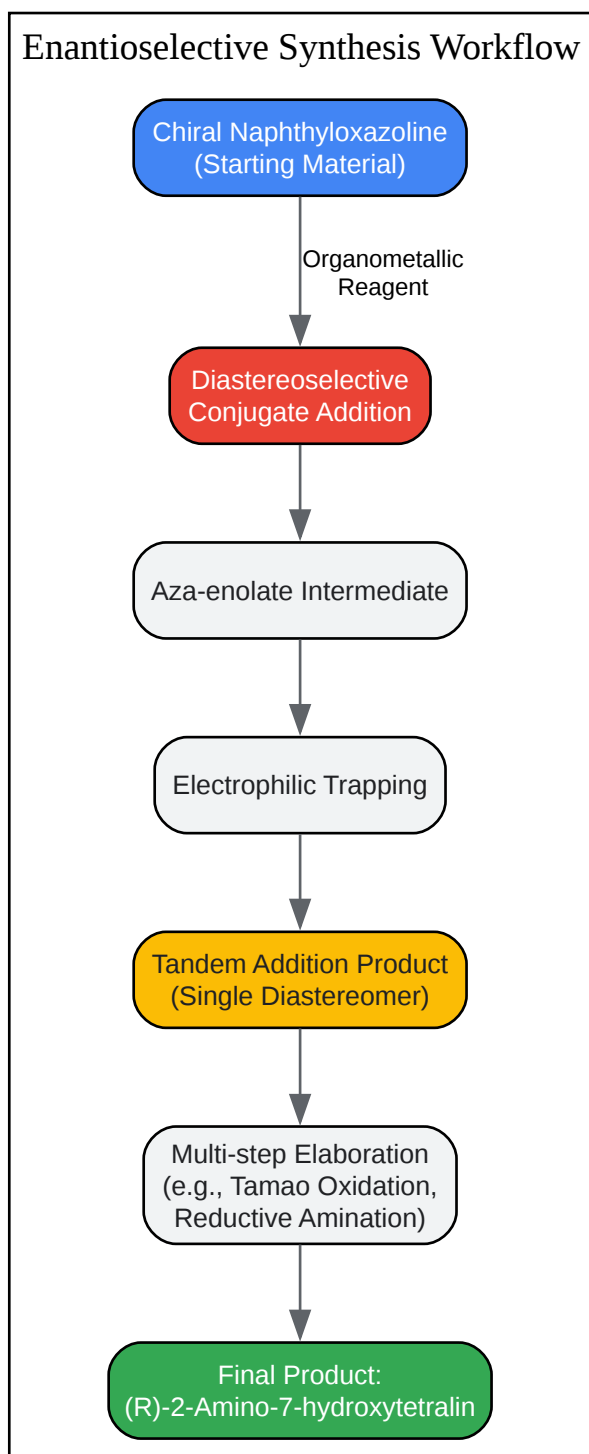 Enantioselective Synthesis Workflow
Chiral Naphthyloxazoline
(Starting Material)
Organometallic
Reagent
Diastereoselective
Conjugate Addition
Aza-enolate Intermediate
Electrophilic Trapping
Tandem Addition Product
(Single Diastereomer)
Multi-step Elaboration
(e.g., Tamao Oxidation,
Reductive Amination)
Final Product:
(R)-2-Amino-7-hydroxytetralin